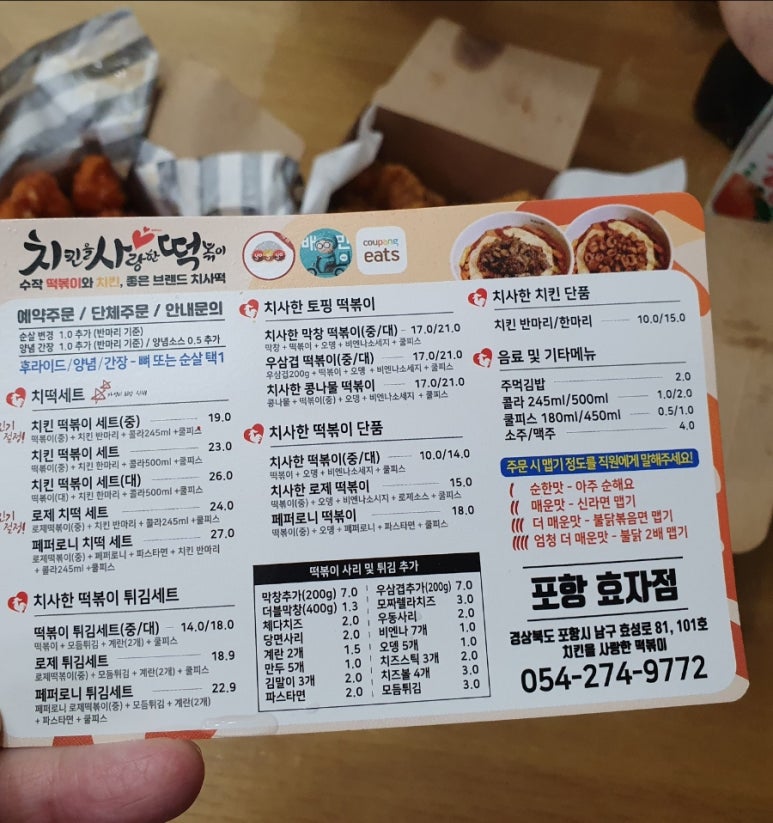 치킨을 사랑한 떡볶이
수작 떡볶이와 치킨, 좋은 브랜드 치사떡
요기요
배민
coupang
eats
예약주문 / 단체주문 / 안내문의
순살 변경 1.0 추가 (반마리 기준)
양념 간장 1.0 추가 (반마리 기준) / 양념소스 0.5 추가
후라이드/양념/간장 - 뼈 또는 순살 택1
치떡세트
인기
절정!
치킨 떡볶이 세트(중) 19.0
떡볶이(중) + 치킨 반마리 + 콜라245ml +쿨피스
치킨 떡볶이 세트 23.0
떡볶이(중) + 치킨 한마리 + 콜라500ml +쿨피스
치킨 떡볶이 세트(대) 26.0
떡볶이(대) + 치킨 한마리 + 콜라500ml +쿨피스
인기
절정!
로제 치떡 세트 24.0
로제떡볶이(중) + 치킨 반마리 + 콜라245ml +쿨피스
페퍼로니 치떡 세트 27.0
로제떡볶이(중) + 페퍼로니 + 파스타면 + 치킨 반마리
+ 콜라245ml +쿨피스
치사한 떡볶이 튀김세트
떡볶이 튀김세트(중/대) 14.0/18.0
떡볶이 + 모듬튀김 + 계란(2개) + 쿨피스
로제 튀김세트 18.9
로제떡볶이(중) + 모듬튀김 + 계란(2개) + 쿨피스
페퍼로니 튀김세트 22.9
페퍼로니 로제떡볶이(중) + 모듬튀김 + 계란(2개)
+ 파스타면 + 쿨피스
치사한 토핑 떡볶이
치사한 막창 떡볶이(중/대) 17.0/21.0
막창 + 떡볶이 + 오뎅 + 비엔나소세지 + 쿨피스
우삼겹 떡볶이(중/대) 17.0/21.0
우삼겹200g + 떡볶이 + 오뎅 + 비엔나소세지 + 쿨피스
치사한 콩나물 떡볶이 17.0/21.0
콩나물 + 떡볶이(중) + 오뎅 + 비엔나소세지 + 쿨피스
치사한 떡볶이 단품
치사한 떡볶이(중/대) 10.0/14.0
떡볶이 + 오뎅 + 비엔나소세지 + 쿨피스
치사한 로제 떡볶이 15.0
떡볶이(중) + 오뎅 + 비엔나소시지 + 로제소스 + 쿨피스
페퍼로니 떡볶이 18.0
떡볶이(중) + 오뎅 + 페퍼로니 + 파스타면 + 쿨피스
떡볶이 사리 및 튀김 추가
막창추가(200g) 7.0
더블막창(400g) 1.3
체다치즈 2.0
당면사리 2.0
계란 2개 1.5
만두 5개 1.0
김말이 3개 2.0
파스타면 2.0
우삼겹추가(200g) 7.0
모짜렐라치즈 3.0
우동사리 2.0
비엔나 7개 1.0
오뎅 5개 1.0
치즈스틱 3개 2.0
치즈볼 4개 3.0
모듬튀김 3.0
치사한 치킨 단품
치킨 반마리/한마리 10.0/15.0
음료 및 기타메뉴
주먹김밥 2.0
콜라 245ml/500ml 1.0/2.0
쿨피스 180ml/450ml 0.5/1.0
소주/맥주 4.0
주문 시 맵기 정도를 직원에게 말해주세요!
순한맛 - 아주 순해요
매운맛 - 신라면 맵기
더 매운맛 - 불닭볶음면 맵기
엄청 더 매운맛 - 불닭 2배 맵기
포항 효자점
경상북도 포항시 남구 효성로 81, 101호
치킨을 사랑한 떡볶이
054-274-9772